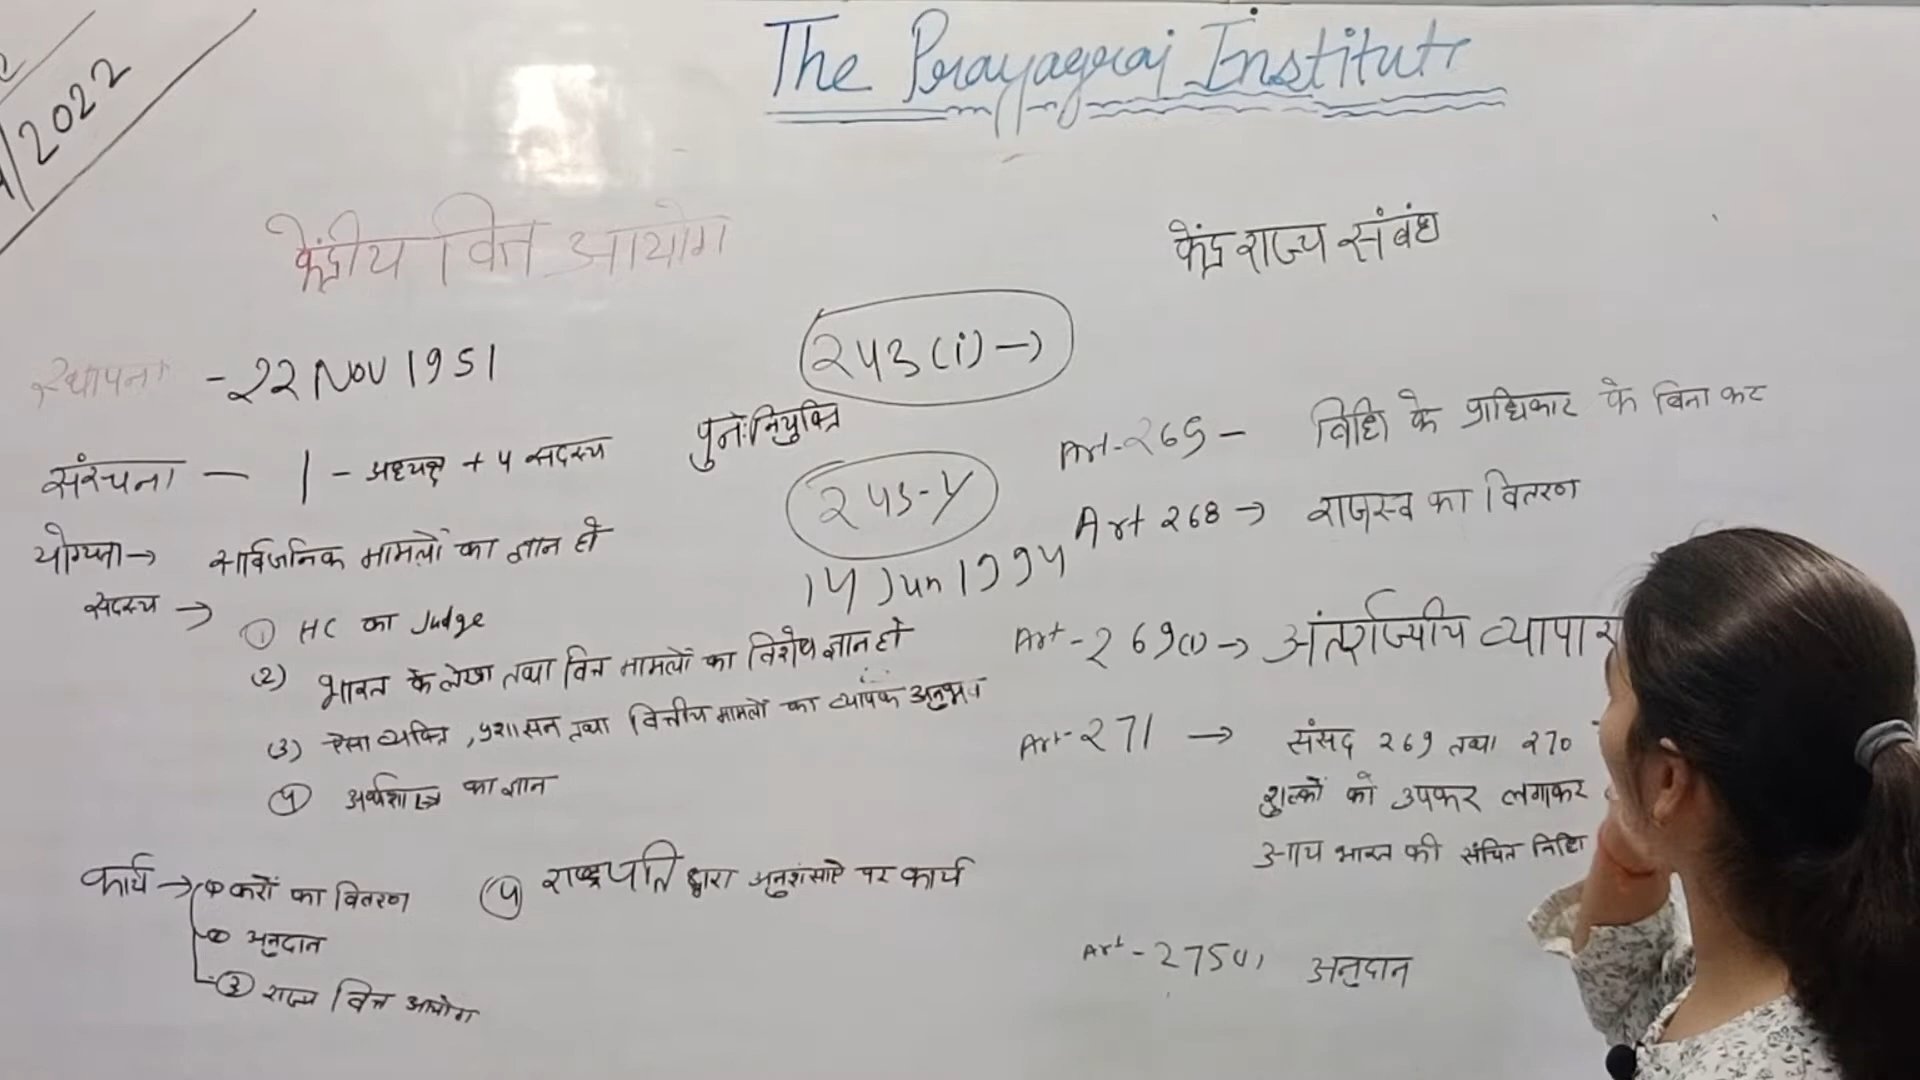 2022
The Prayagraj Institute
केंद्रीय वित्त आयोग
स्थापना - 22 Nov 1951
संरचना - 1 - अध्यक्ष + 4 सदस्य
योग्यता → सार्वजनिक मामलों का ज्ञान हो
सदस्य →
① HC का Judge
(2) भारत के लेखा तथा वित्त मामलों का विशेष ज्ञान हो
(3) ऐसा व्यक्ति, प्रशासन तथा वित्तीय मामलों का व्यापक अनुभव
④ अर्थशास्त्र का ज्ञान
कार्य → ① करों का वितरण
② अनुदान
③ राज्य वित्त आयोग
④ राष्ट्रपति द्वारा अनुशंसाऐ पर कार्य
243(i) →
पुनःनियुक्ति
243-y
14 Jun 1994
केंद्र राज्य संबंध
Art-265 - विधि के प्राधिकार के बिना कर
Art 268 → राजस्व का वितरण
Art-269(1) → अंतर्राज्यीय व्यापार
Art-271 → संसद 269 तथा 270
शुल्कों को उपकर लगाकर
आय भारत की संचित निधि
Art-275(1) अनुदान